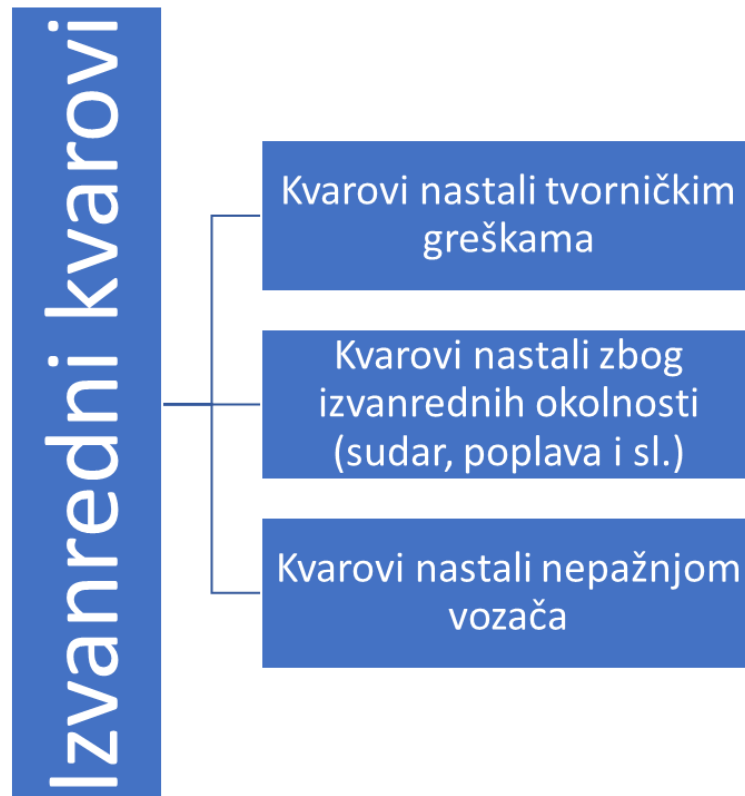 Izvanredni kvarovi
Kvarovi nastali tvorničkim
greškama
Kvarovi nastali zbog
izvanrednih okolnosti
(sudar, poplava i sl.)
Kvarovi nastali nepažnjom
vozača